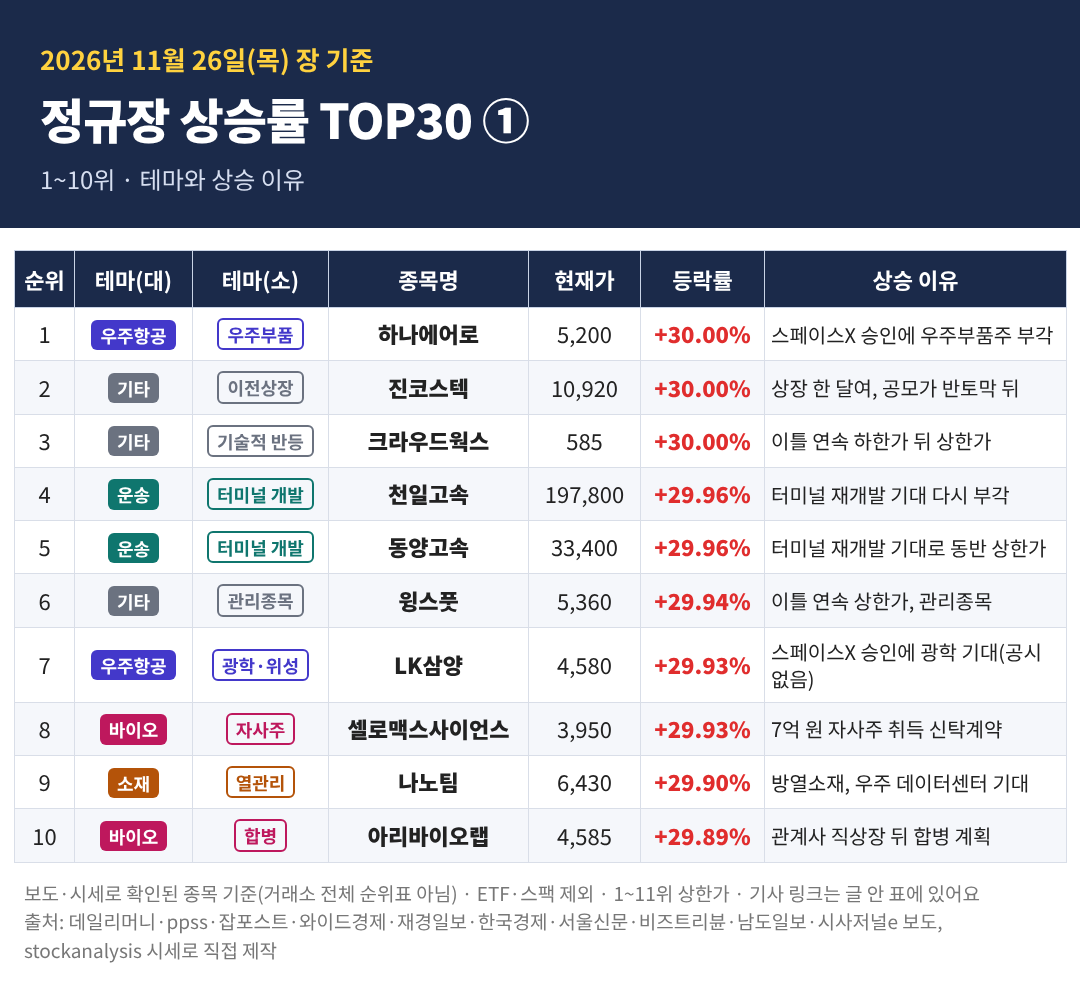 2026년 11월 26일(목) 장 기준
정규장 상승률 TOP30 ①
1~10위 · 테마와 상승 이유
순위 테마(대) 테마(소) 종목명 현재가 등락률 상승 이유
1 우주항공 우주부품 하나에어로 5,200 +30.00% 스페이스X 승인에 우주부품주 부각
2 기타 이전상장 진코스텍 10,920 +30.00% 상장 한 달여, 공모가 반토막 뒤
3 기타 기술적 반등 크라우드웍스 585 +30.00% 이틀 연속 하한가 뒤 상한가
4 운송 터미널 개발 천일고속 197,800 +29.96% 터미널 재개발 기대 다시 부각
5 운송 터미널 개발 동양고속 33,400 +29.96% 터미널 재개발 기대로 동반 상한가
6 기타 관리종목 윙스풋 5,360 +29.94% 이틀 연속 상한가, 관리종목
7 우주항공 광학·위성 LK삼양 4,580 +29.93% 스페이스X 승인에 광학 기대(공시
없음)
8 바이오 자사주 셀로맥스사이언스 3,950 +29.93% 7억 원 자사주 취득 신탁계약
9 소재 열관리 나노팀 6,430 +29.90% 방열소재, 우주 데이터센터 기대
10 바이오 합병 아리바이오랩 4,585 +29.89% 관계사 직상장 뒤 합병 계획
보도·시세로 확인된 종목 기준(거래소 전체 순위표 아님) · ETF·스팩 제외 · 1~11위 상한가 · 기사 링크는 글 안 표에 있어요
출처: 데일리머니·ppss·잡포스트·와이드경제·재경일보·한국경제·서울신문·비즈트리뷴·남도일보·시사저널e 보도,
stockanalysis 시세로 직접 제작